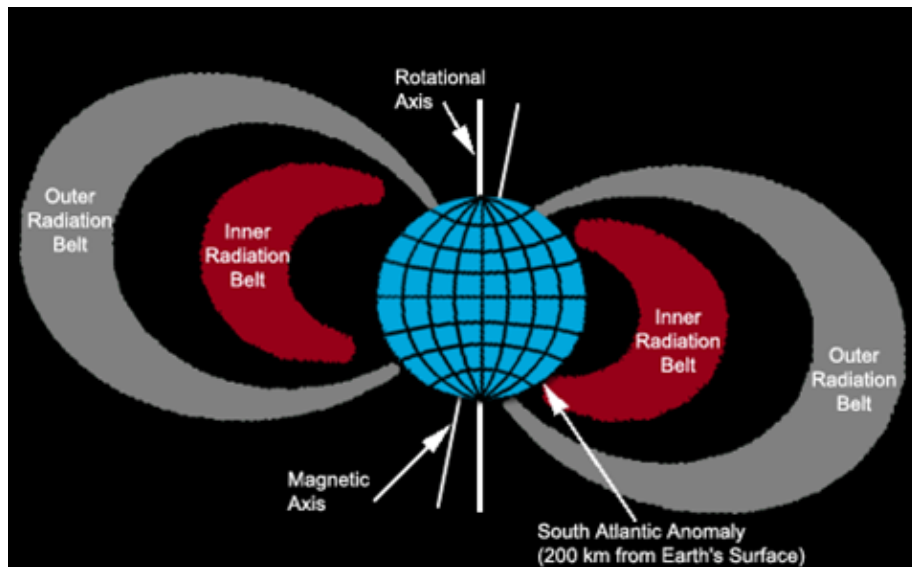 Rotational
Axis
Outer
Radiation
Belt
Inner
Radiation
Belt
Inner
Radiation
Belt
Outer
Radiation
Belt
Magnetic
Axis
South Atlantic Anomaly
(200 km from Earth's Surface)